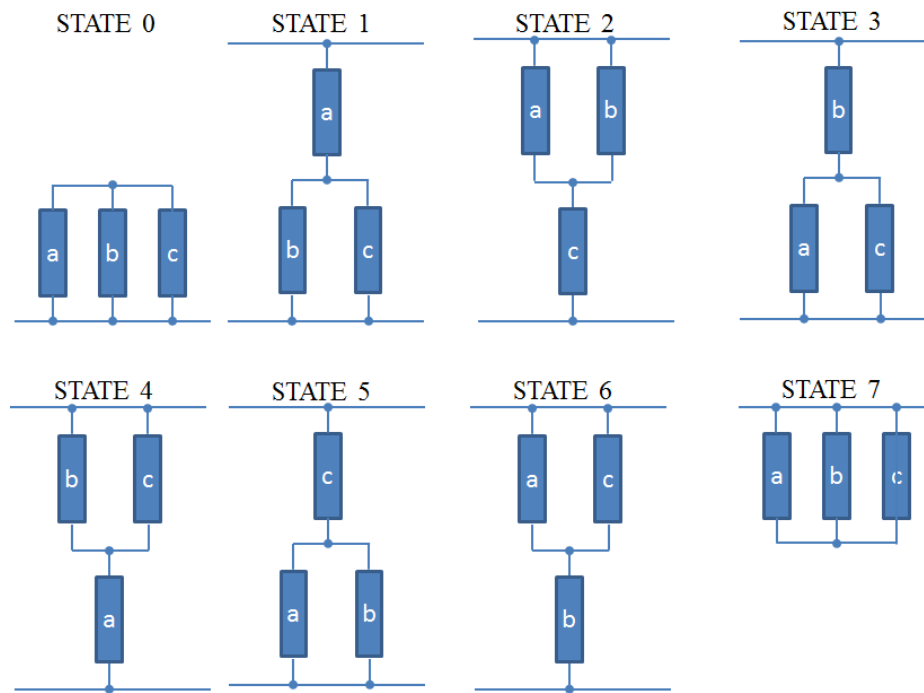 STATE 0 STATE 1 STATE 2 STATE 3
a a b b
a b c b c c a c
STATE 4 STATE 5 STATE 6 STATE 7
b c c a c a b c
a a b b